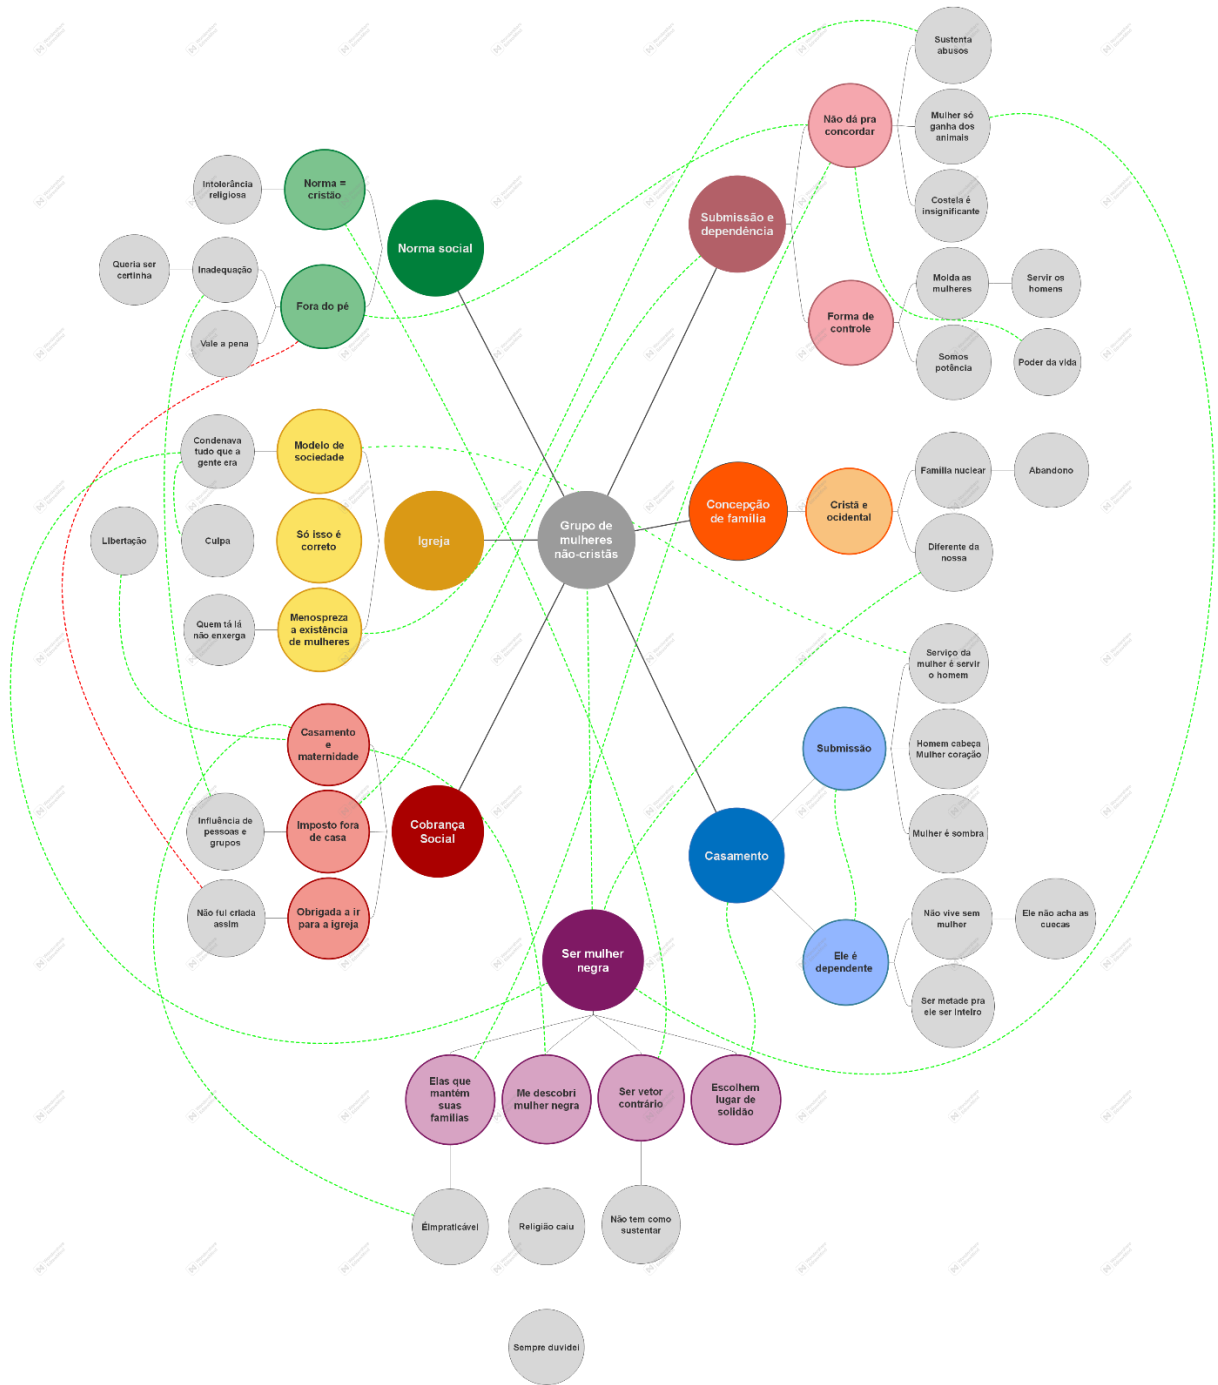 Sustenta
abusos
Não dá pra
concordar
Mulher só
ganha dos
animais
Costela é
insignificante
Submissão e
dependência
Molda as
mulheres
Servir os
homens
Forma de
controle
Somos
potência
Poder da vida
Norma =
cristão
Intolerância
religiosa
Norma social
Queria ser
certinha
Inadequação
Fora do pé
Vale a pena
Condenava
tudo que a
gente era
Modelo de
sociedade
Libertação
Culpa
Só isso é
correto
Igreja
Grupo de
mulheres
não-cristãs
Quem tá lá
não enxerga
Menospreza
a existência
de mulheres
Concepção
de família
Cristã e
ocidental
Família nuclear
Abandono
Diferente da
nossa
Serviço da
mulher é servir
o homem
Submissão
Homem cabeça
Mulher coração
Mulher é sombra
Casamento
Não vive sem
mulher
Ele não acha as
cuecas
Ele é
dependente
Ser metade pra
ele ser inteiro
Casamento
e
maternidade
Influência de
pessoas e
grupos
Imposto fora
de casa
Cobrança
Social
Não fui criada
assim
Obrigada a ir
para a igreja
Ser mulher
negra
Elas que
mantém
suas
famílias
Me descobri
mulher negra
Ser vetor
contrário
Escolhem
lugar de
solidão
Éimpraticável
Religião caiu
Não tem como
sustentar
Sempre duvidei